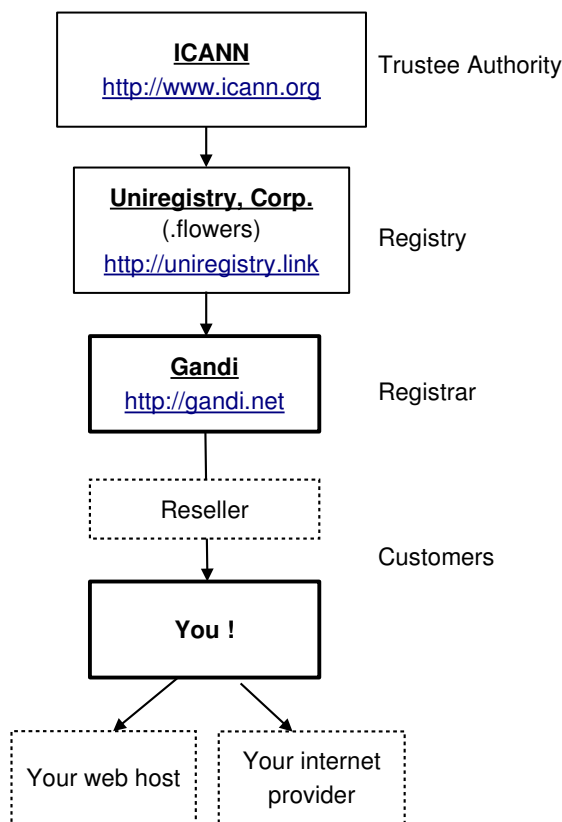 ICANN
http://www.icann.org
Trustee Authority
Uniregistry, Corp.
(.flowers)
http://uniregistry.link
Registry
Gandi
http://gandi.net
Registrar
Reseller
Customers
You !
Your web host
Your internet
provider